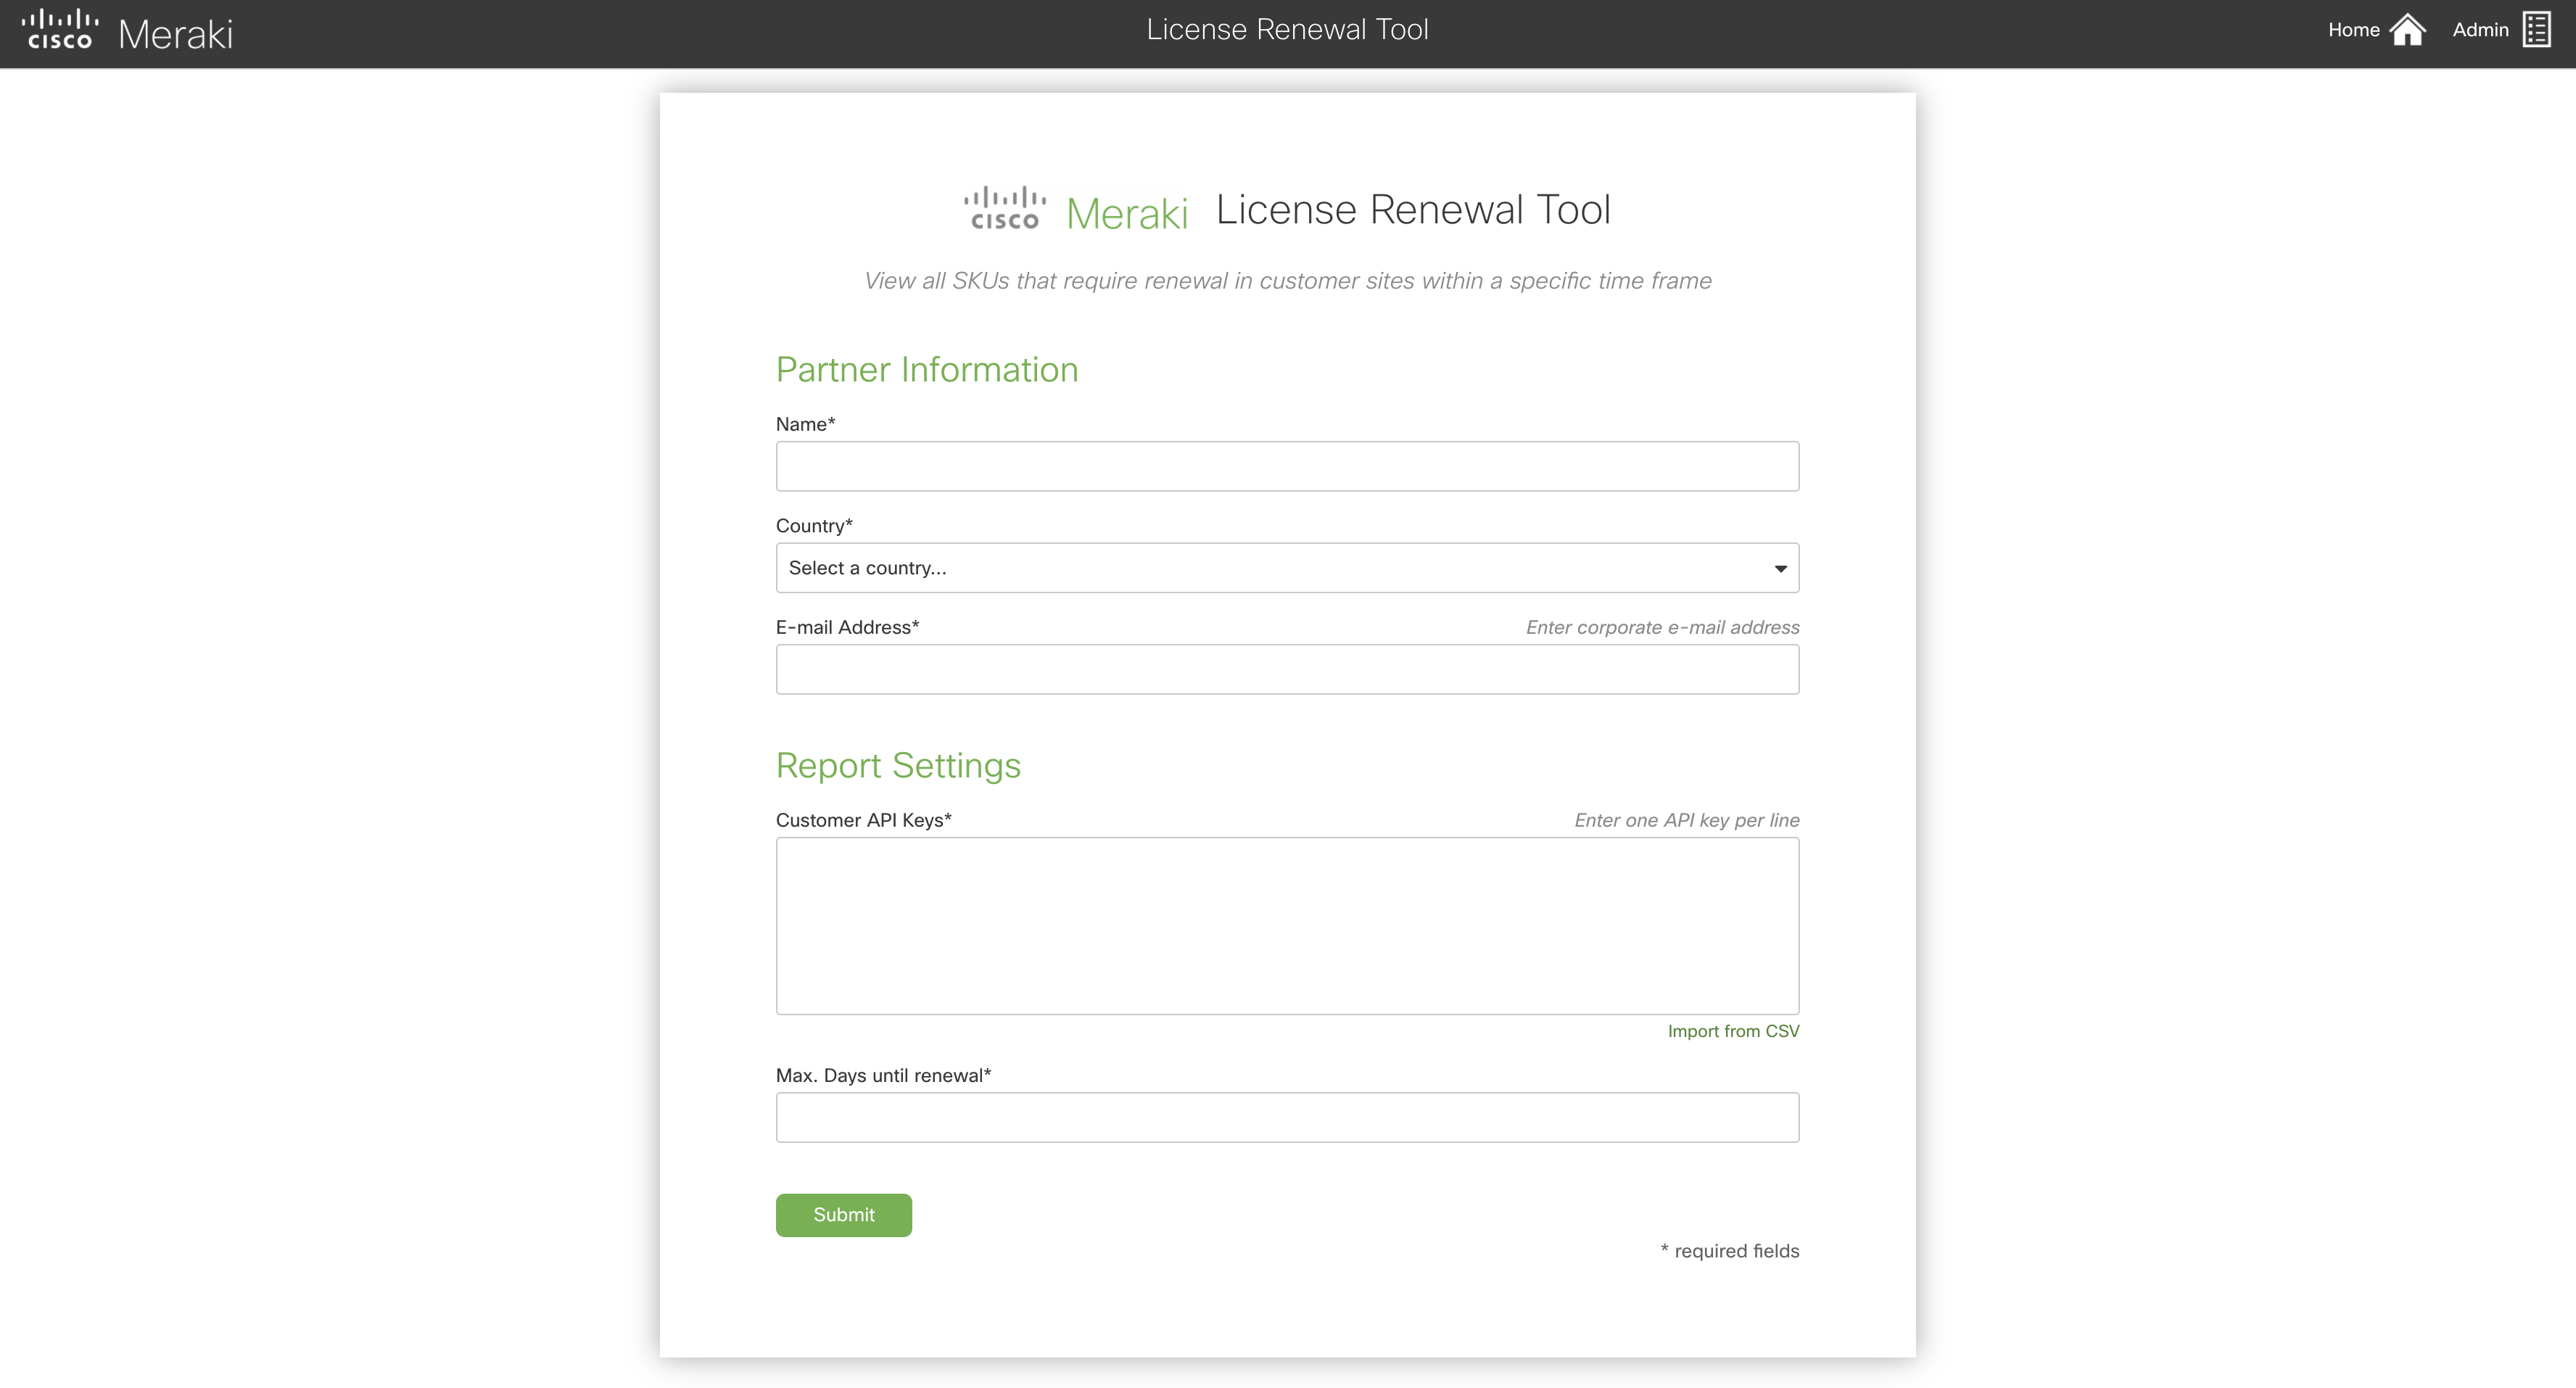 cisco Meraki
License Renewal Tool
Home
Admin
cisco Meraki License Renewal Tool
View all SKUs that require renewal in customer sites within a specific time frame
Partner Information
Name*
Country*
Select a country...
E-mail Address*
Enter corporate e-mail address
Report Settings
Customer API Keys*
Enter one API key per line
Import from CSV
Max. Days until renewal*
Submit
* required fields